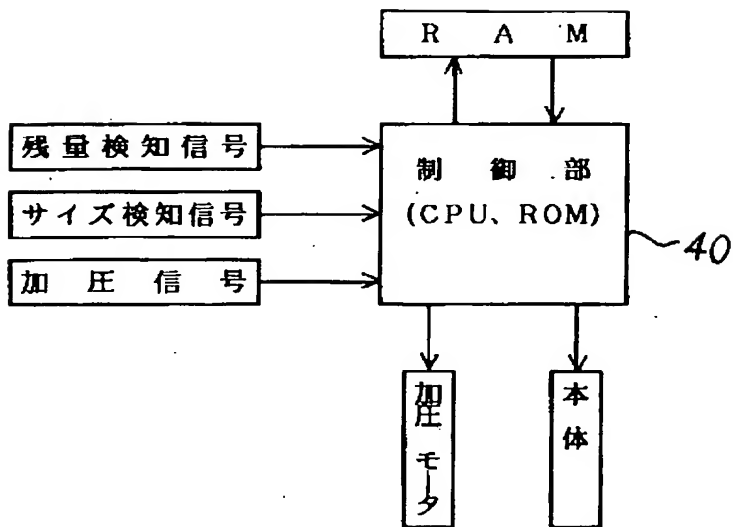 RAM
残量検知信号
サイズ検知信号
加圧信号
制御部
(CPU、ROM)
40
加圧モータ
本体